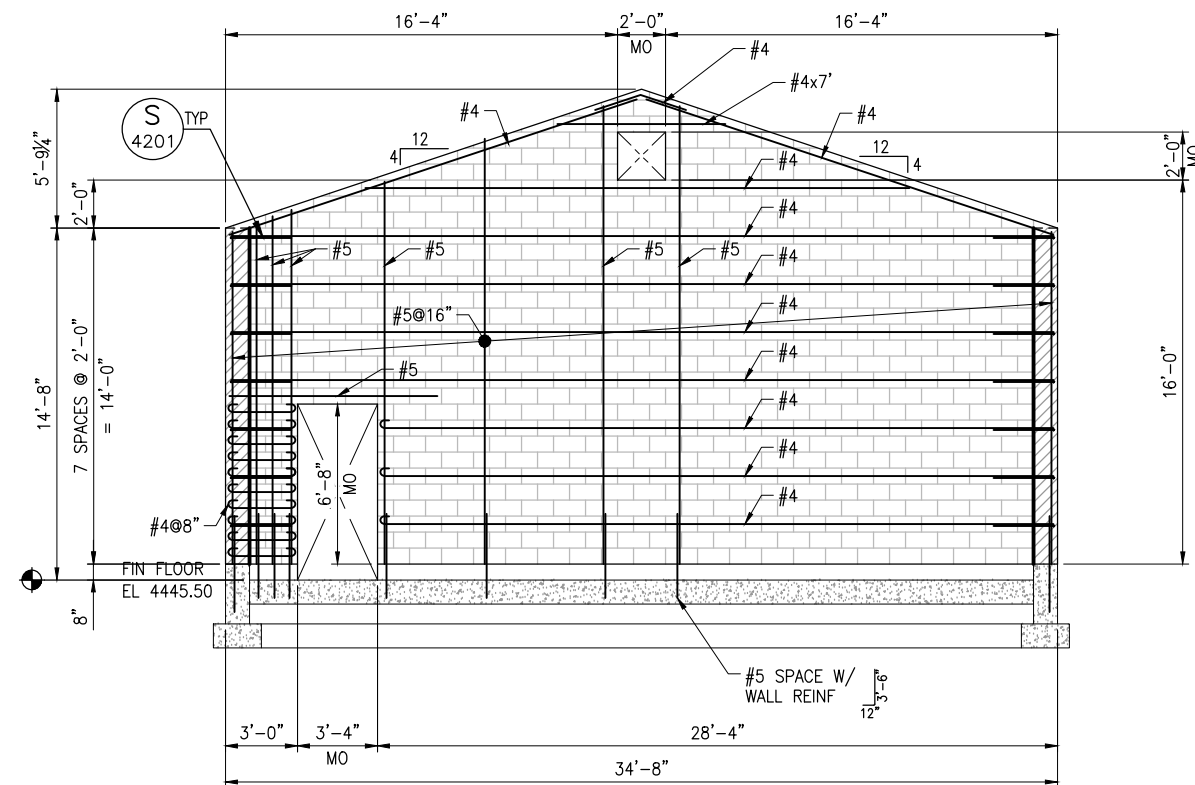 16'-4" 2'-0" 16'-4"
MO
#4
#4x7'
S TYP
4201
#4
#4
12
4
12
4
5'-9¼"
2'-0"
2'-0"
MO
#4
#4
#5
#5
#5
#5
#4
#5@16"
#4
#4
#5
#4
#4
#4
14'-8"
7 SPACES @ 2'-0"
= 14'-0"
16'-0"
6'-8"
MO
#4@8"
FIN FLOOR
EL 4445.50
8"
#5 SPACE W/
WALL REINF
3'-6"
12"
3'-0" 3'-4" 28'-4"
MO
34'-8"